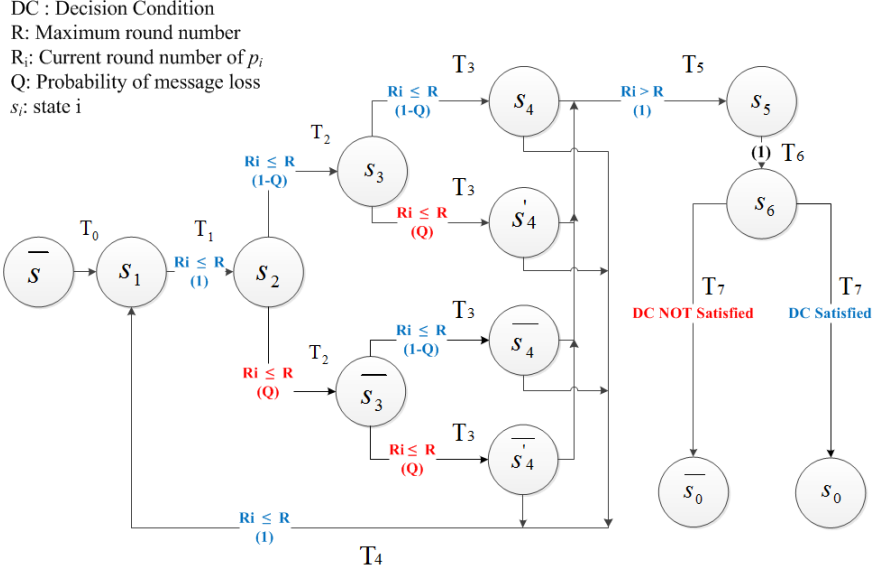 DC : Decision Condition
R: Maximum round number
Rᵢ: Current round number of pᵢ
Q: Probability of message loss
sᵢ: state i
T₃
T₅
Ri ≤ R
(1-Q)
S₄
Ri > R
(1)
S₅
T₂
(1) T₆
Ri ≤ R
(1-Q)
S₃
T₃
Ri ≤ R
(Q)
S'₄
S₆
T₀
T₁
S̅
S₁
Ri ≤ R
(1)
S₂
T₇
T₇
DC NOT Satisfied
DC Satisfied
T₃
Ri ≤ R
(1-Q)
S̅₄
T₂
Ri ≤ R
(Q)
S̅₃
T₃
Ri ≤ R
(Q)
S̅'₄
S̅₀
S₀
Ri ≤ R
(1)
T₄